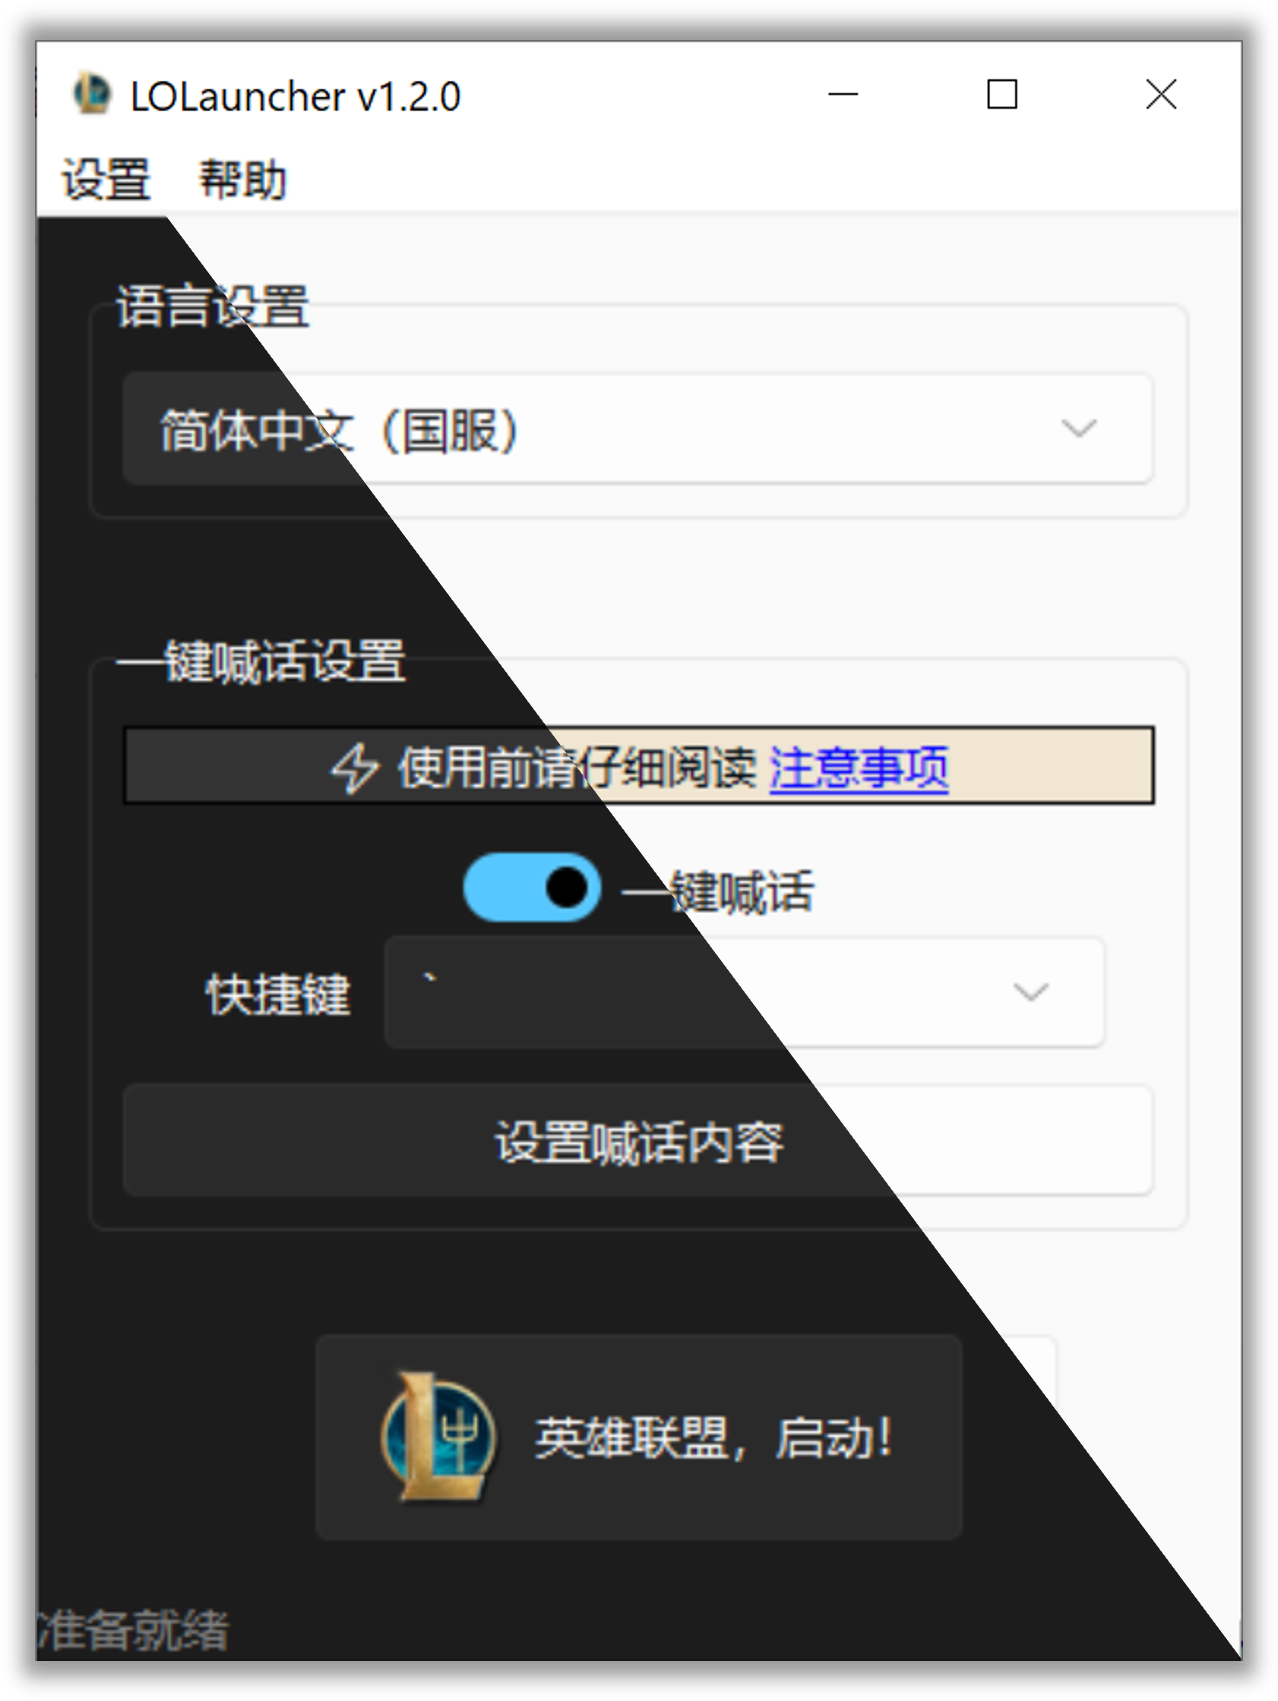 LOLauncher v1.2.0
设置 帮助
语言设置
简体中文（国服）
一键喊话设置
使用前请仔细阅读 注意事项
一键喊话
快捷键 `
设置喊话内容
英雄联盟，启动！
准备就绪